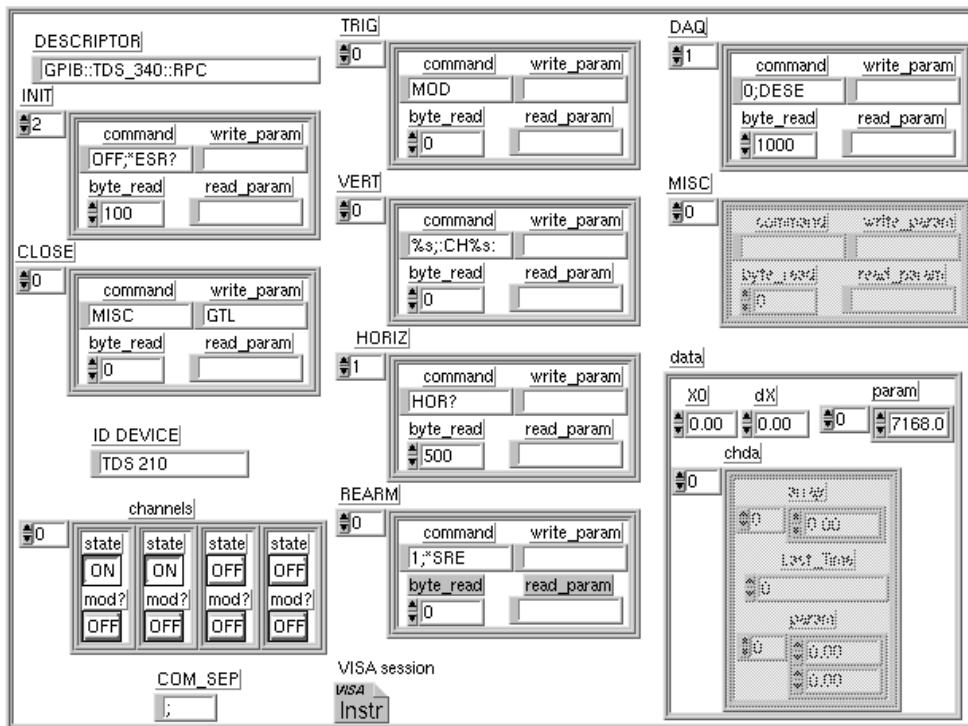 DESCRIPTOR
GPIB::TDS_340::RPC
INIT
2
command write_param
OFF;*ESR?
byte_read read_param
100
CLOSE
0
command write_param
MISC GTL
byte_read read_param
0
ID DEVICE
TDS 210
channels
0
state state state state
ON ON OFF OFF
mod? mod? mod? mod?
OFF OFF OFF OFF
COM_SEP
;
TRIG
0
command write_param
MOD
byte_read read_param
0
VERT
0
command write_param
%s;:CH%s:
byte_read read_param
0
HORIZ
1
command write_param
HOR?
byte_read read_param
500
REARM
0
command write_param
1;*SRE
byte_read read_param
0
VISA session
VISA
Instr
DAQ
1
command write_param
0;DESE
byte_read read_param
1000
MISC
0
command write_param
byte_read read_param
0
data
X0 dX param
0.00 0.00 0 7168.0
chda
0
array
0 0.00
Last_Time
0
param
0 0.00
0.00